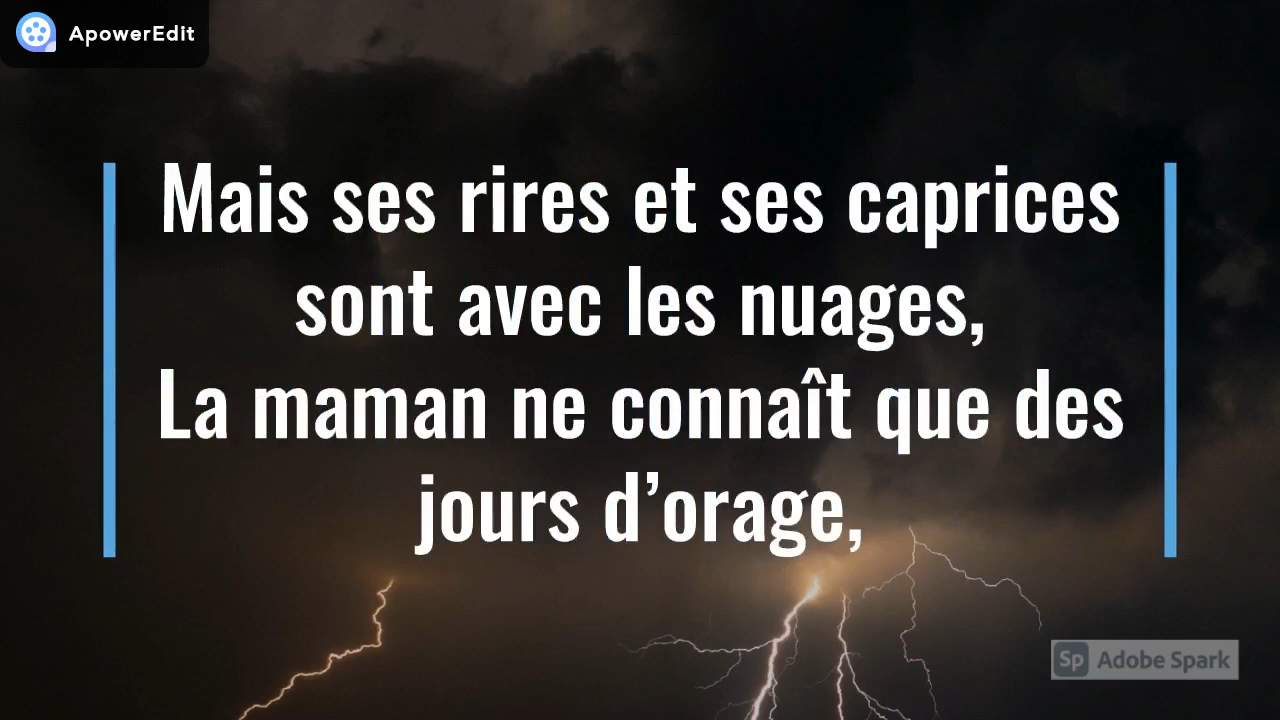 ApowerEdit
Mais ses rires et ses caprices
sont avec les nuages,
La maman ne connaît que des
jours d’orage,
Sp Adobe Spark